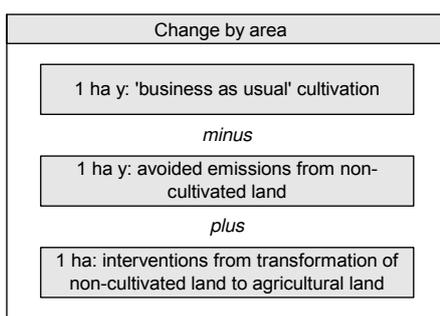 Change by area
1 ha y: 'business as usual' cultivation
minus
1 ha y: avoided emissions from non-
cultivated land
plus
1 ha: interventions from transformation of
non-cultivated land to agricultural land